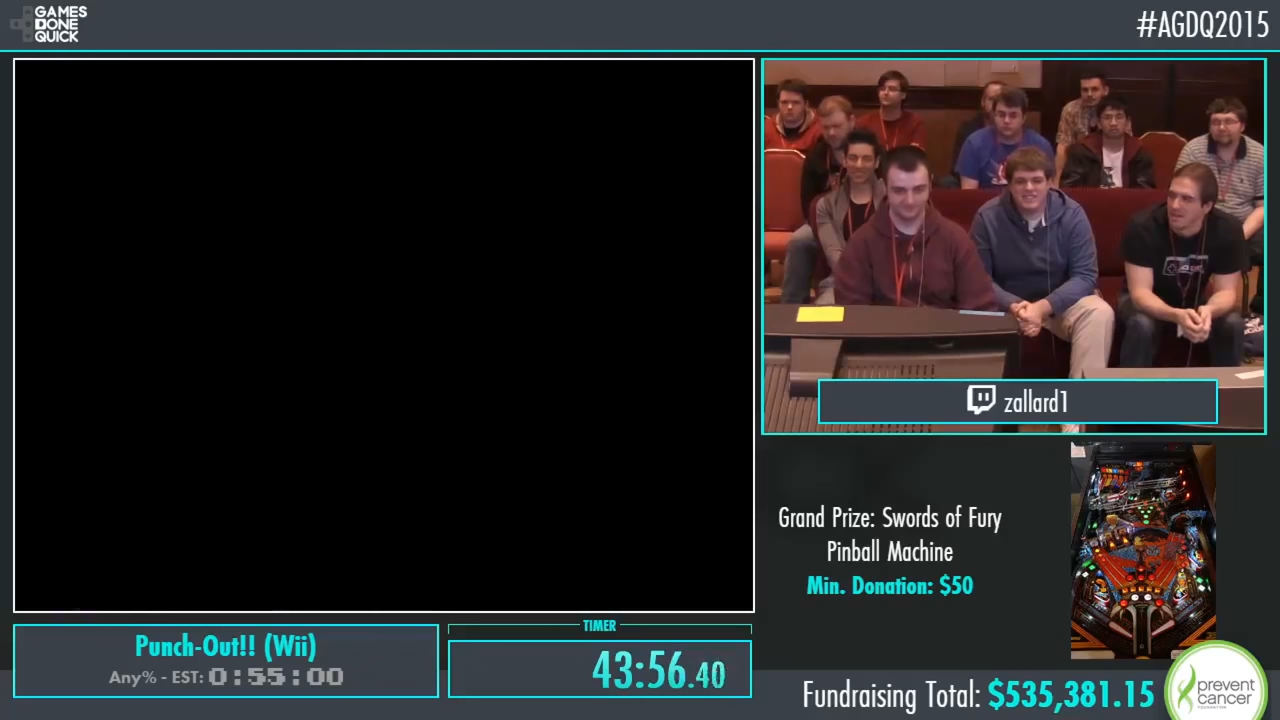 GAMES
DONE
QUICK
#AGDQ2015
zallard1
Grand Prize: Swords of Fury
Pinball Machine
Min. Donation: $50
Punch-Out!! (Wii)
Any% - EST: 0:55:00
TIMER
43:56.40
Fundraising Total: $535,381.15
prevent
cancer
FOUNDATION